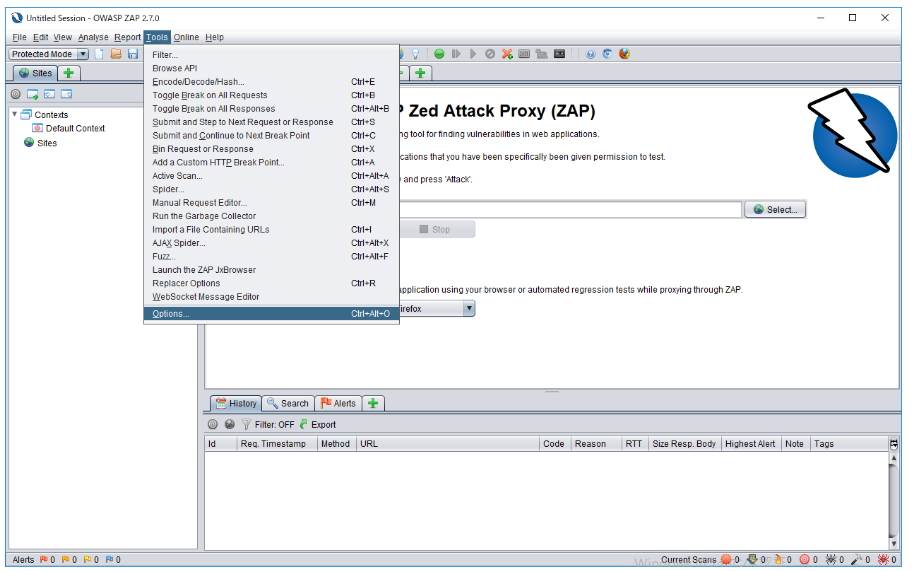 Untitled Session - OWASP ZAP 2.7.0
File Edit View Analyse Report Tools Online Help
Protected Mode
Sites
Contexts
Default Context
Sites
Filter...
Browse API
Encode/Decode/Hash... Ctrl+E
Toggle Break on All Requests Ctrl+B
Toggle Break on All Responses Ctrl+Alt+B
Submit and Step to Next Request or Response Ctrl+S
Submit and Continue to Next Break Point Ctrl+C
Bin Request or Response Ctrl+X
Add a Custom HTTP Break Point... Ctrl+A
Active Scan... Ctrl+Alt+A
Spider... Ctrl+Alt+S
Manual Request Editor... Ctrl+M
Run the Garbage Collector
Import a File Containing URLs Ctrl+I
AJAX Spider... Ctrl+Alt+X
Fuzz... Ctrl+Alt+F
Launch the ZAP JxBrowser
Replacer Options Ctrl+R
WebSocket Message Editor
Options... Ctrl+Alt+O
P Zed Attack Proxy (ZAP)
ng tool for finding vulnerabilities in web applications.
cations that you have been specifically been given permission to test.
and press 'Attack'.
Select...
Stop
application using your browser or automated regression tests while proxying through ZAP.
irefox
History Search Alerts
Filter: OFF Export
Id Req. Timestamp Method URL Code Reason RTT Size Resp. Body Highest Alert Note Tags
Alerts 0 0 0 0 Current Scans 0 0 0 0 0 0 0